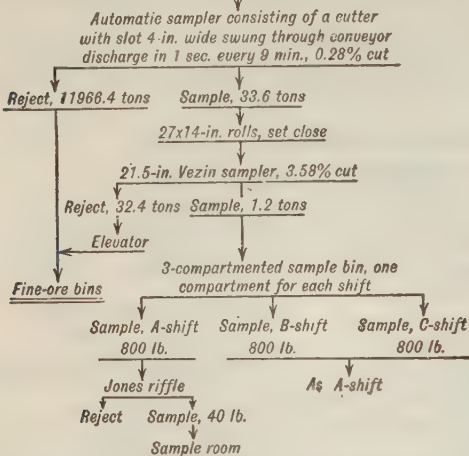 Automatic sampler consisting of a cutter
with slot 4-in. wide swung through conveyor
discharge in 1 sec. every 9 min., 0.28% cut
Reject, 11966.4 tons Sample, 33.6 tons
27x14-in. rolls, set close
21.5-in. Vezin sampler, 3.58% cut
Reject, 32.4 tons Sample, 1.2 tons
Elevator
Fine-ore bins
3-compartmented sample bin, one
compartment for each shift
Sample, A-shift Sample, B-shift Sample, C-shift
800 lb. 800 lb. 800 lb.
Jones riffle As A-shift
Reject Sample, 40 lb.
Sample room